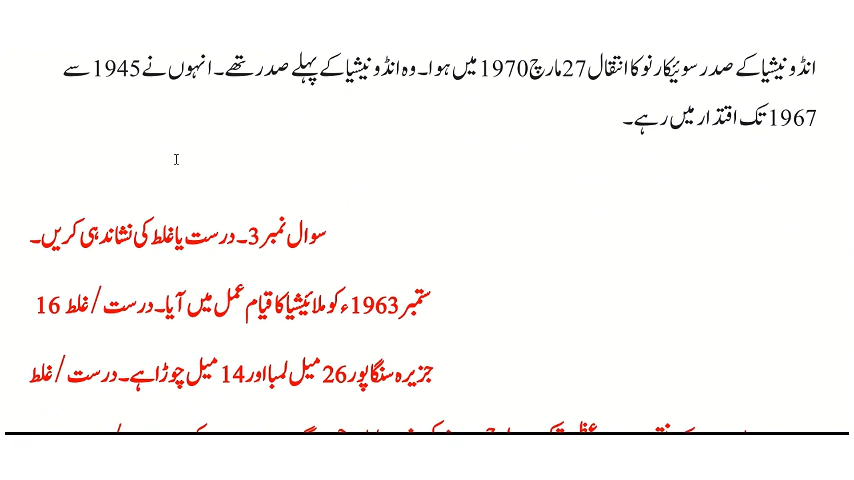 انڈونیشیا کے صدر سوئیکارنو کا انتقال 27 مارچ 1970 میں ہوا۔ وہ انڈونیشیا کے پہلے صدر تھے۔ انہوں نے 1945 سے
1967 تک اقتدار میں رہے۔
سوال نمبر 3۔ درست یا غلط کی نشاندہی کریں۔
ستمبر 1963ء کو ملائیشیا کا قیام عمل میں آیا۔ درست / غلط 16
جزیرہ سنگاپور 26 میل لمبا اور 14 میل چوڑا ہے۔ درست / غلط